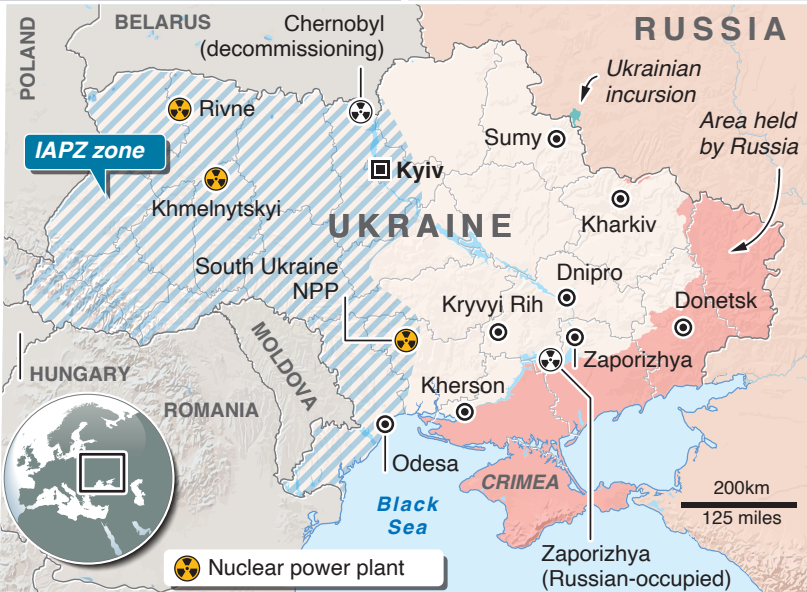 BELARUS
Chernobyl
(decommissioning)
RUSSIA
POLAND
Ukrainian
incursion
Area held
by Russia
Rivne
Sumy
IAPZ zone
Kyiv
Khmelnytskyi
Kharkiv
UKRAINE
South Ukraine
NPP
Dnipro
Kryvyi Rih
Donetsk
MOLDOVA
Zaporizhya
HUNGARY
Kherson
ROMANIA
Odesa
CRIMEA
Black
Sea
200km
125 miles
Zaporizhya
(Russian-occupied)
Nuclear power plant